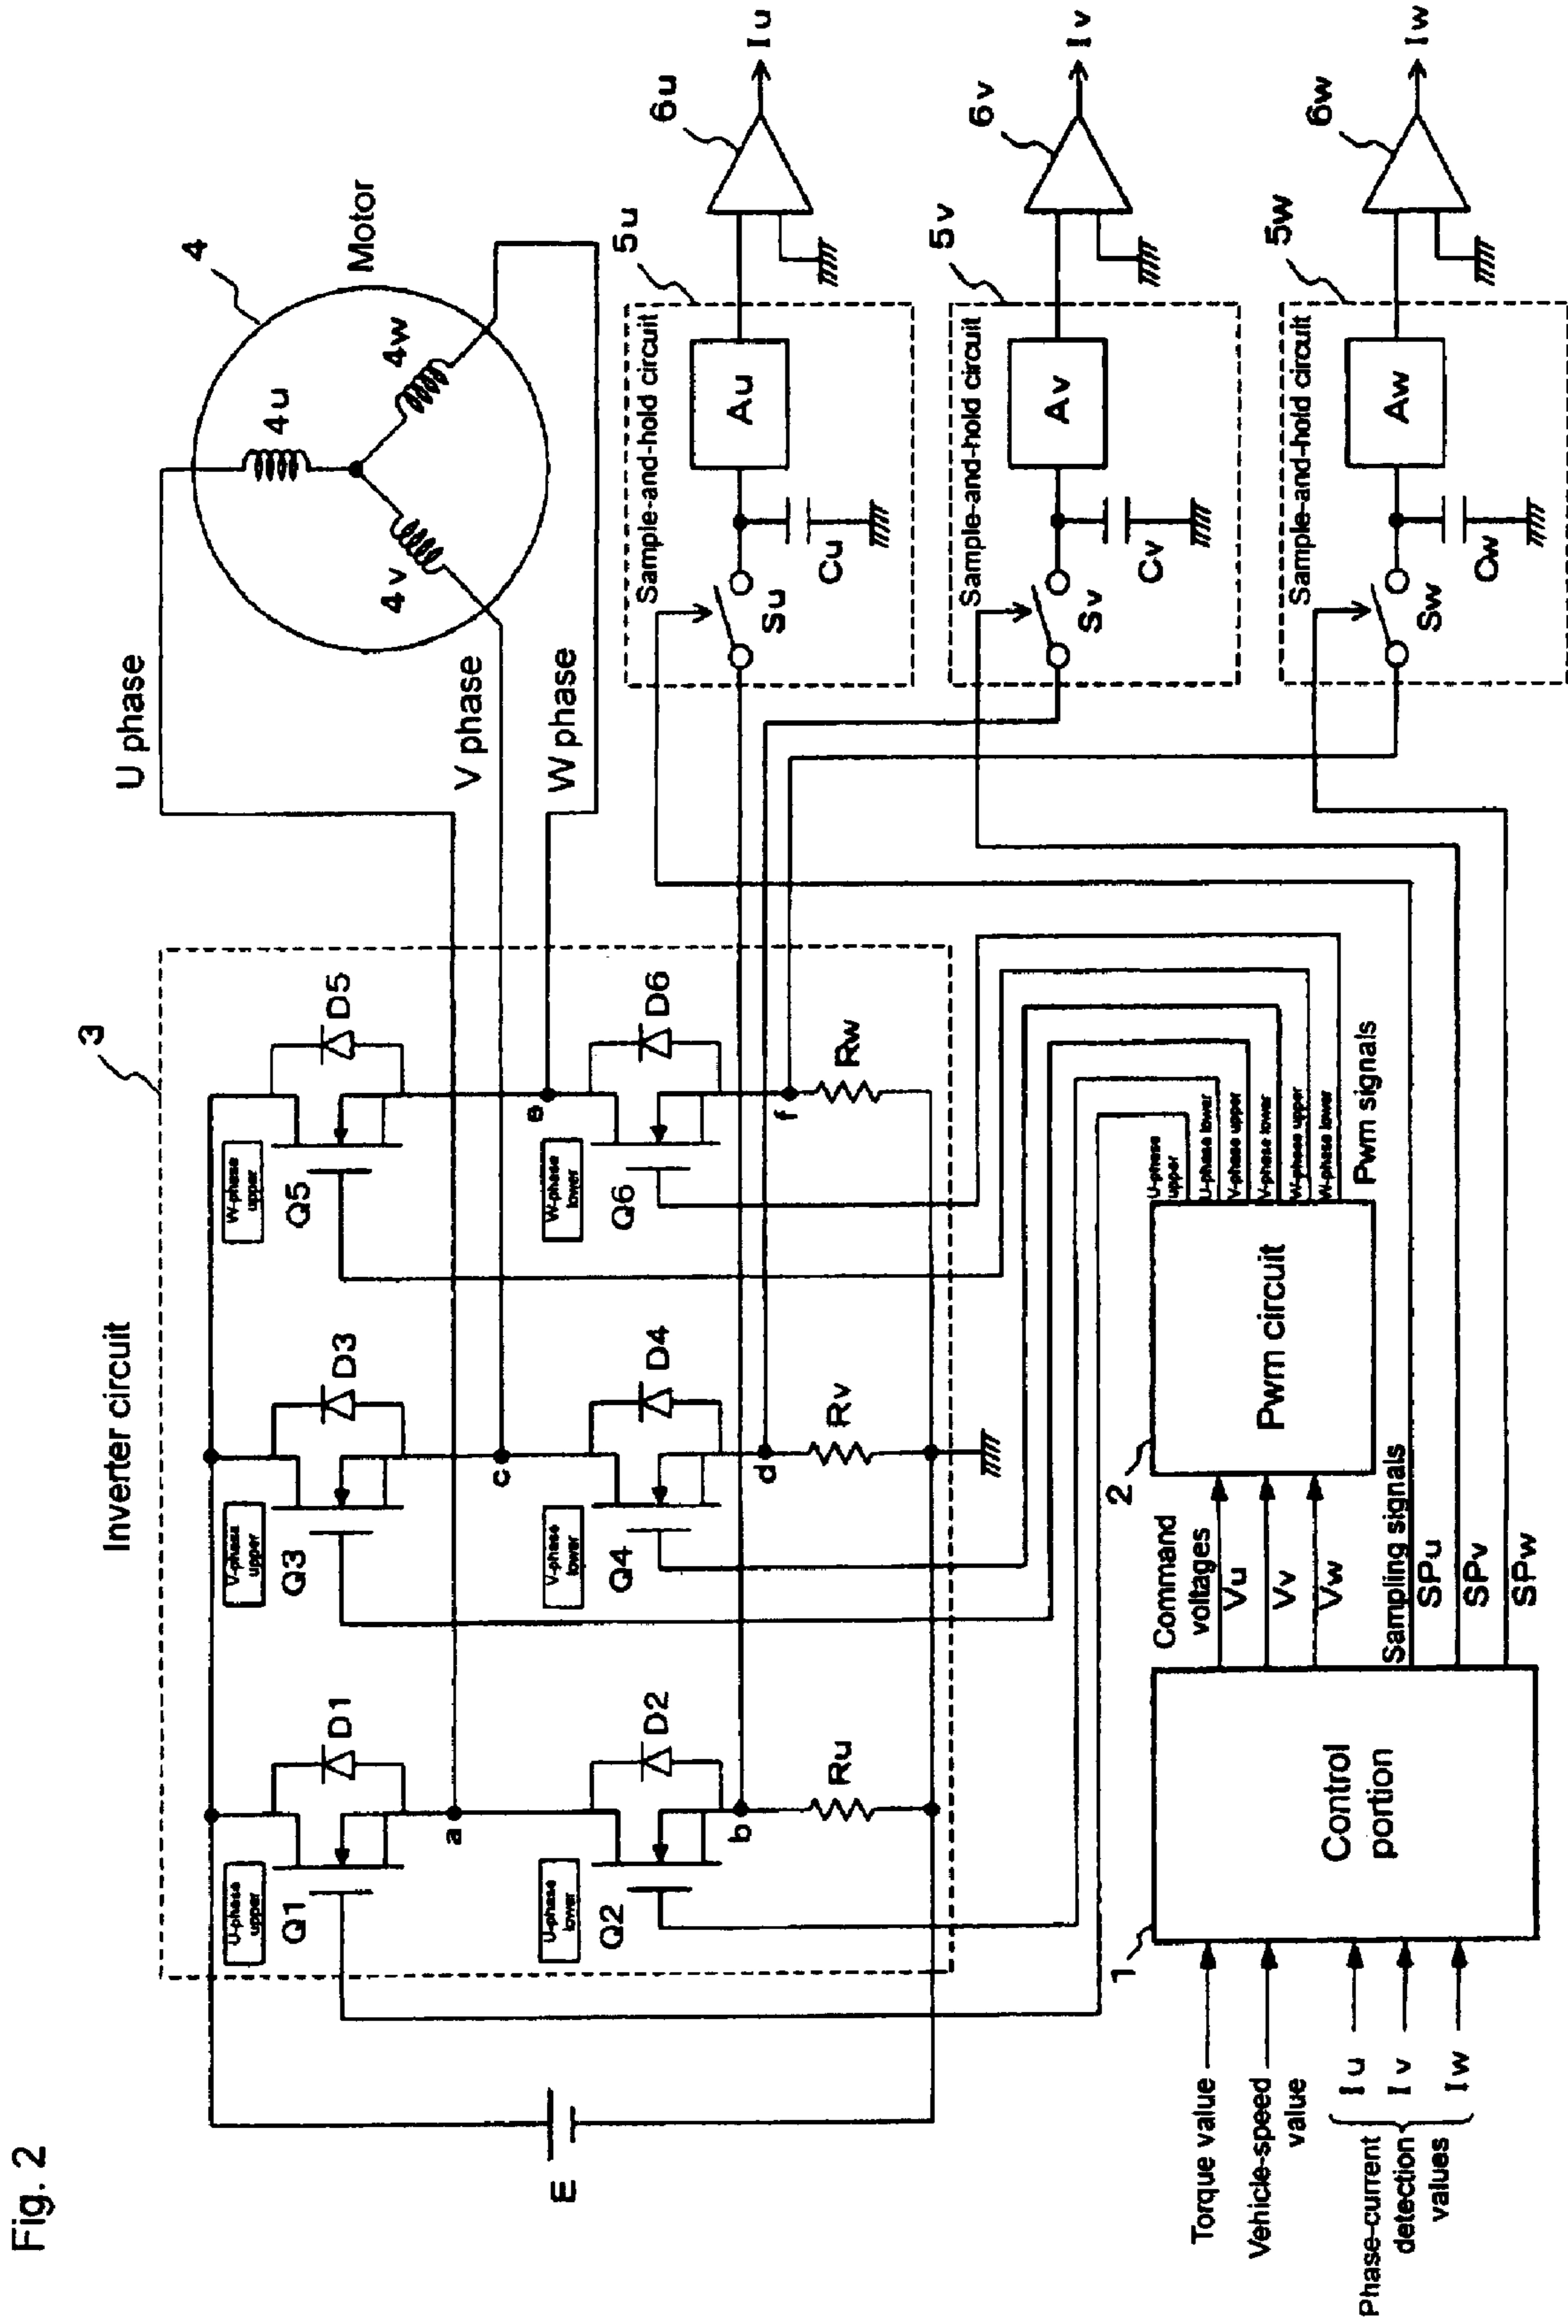 Fig. 2
Inverter circuit
3
U-phase
upper
Q1
D1
V-phase
upper
Q3
D3
W-phase
upper
Q5
D5
a
c
e
U-phase
lower
Q2
D2
V-phase
lower
Q4
D4
W-phase
lower
Q6
D6
b
d
f
Ru
Rv
Rw
E
U phase
V phase
W phase
4
Motor
4u
4v
4w
5u
Sample-and-hold circuit
Su
Cu
Au
6u
Iu
5v
Sample-and-hold circuit
Sv
Cv
Av
6v
Iv
5w
Sample-and-hold circuit
Sw
Cw
Aw
6w
Iw
Torque value
Vehicle-speed
value
Phase-current
detection
values
Iu
Iv
Iw
1
Control
portion
Command
voltages
Vu
Vv
Vw
Sampling signals
SPu
SPv
SPw
2
Pwm circuit
U-phase
upper
U-phase lower
V-phase upper
V-phase lower
W-phase upper
W-phase lower
Pwm signals